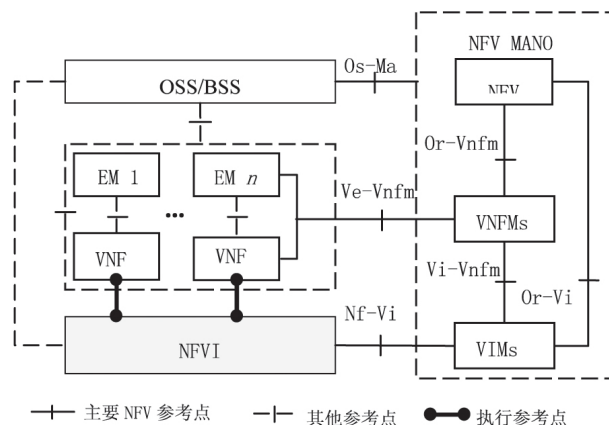 NFV MANO
Os-Ma
OSS/BSS
NFV
Or-Vnfm
EM 1
EM n
...
Ve-Vnfm
VNFMs
VNF
VNF
Vi-Vnfm
Or-Vi
Nf-Vi
NFVI
VIMs
主要 NFV 参考点
其他参考点
执行参考点